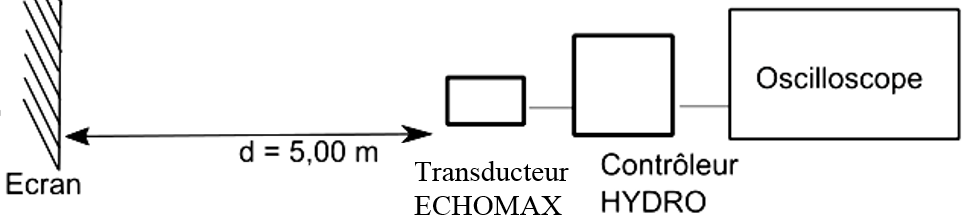 Oscilloscope
d = 5,00 m
Ecran
Transducteur
ECHOMAX
Contrôleur
HYDRO